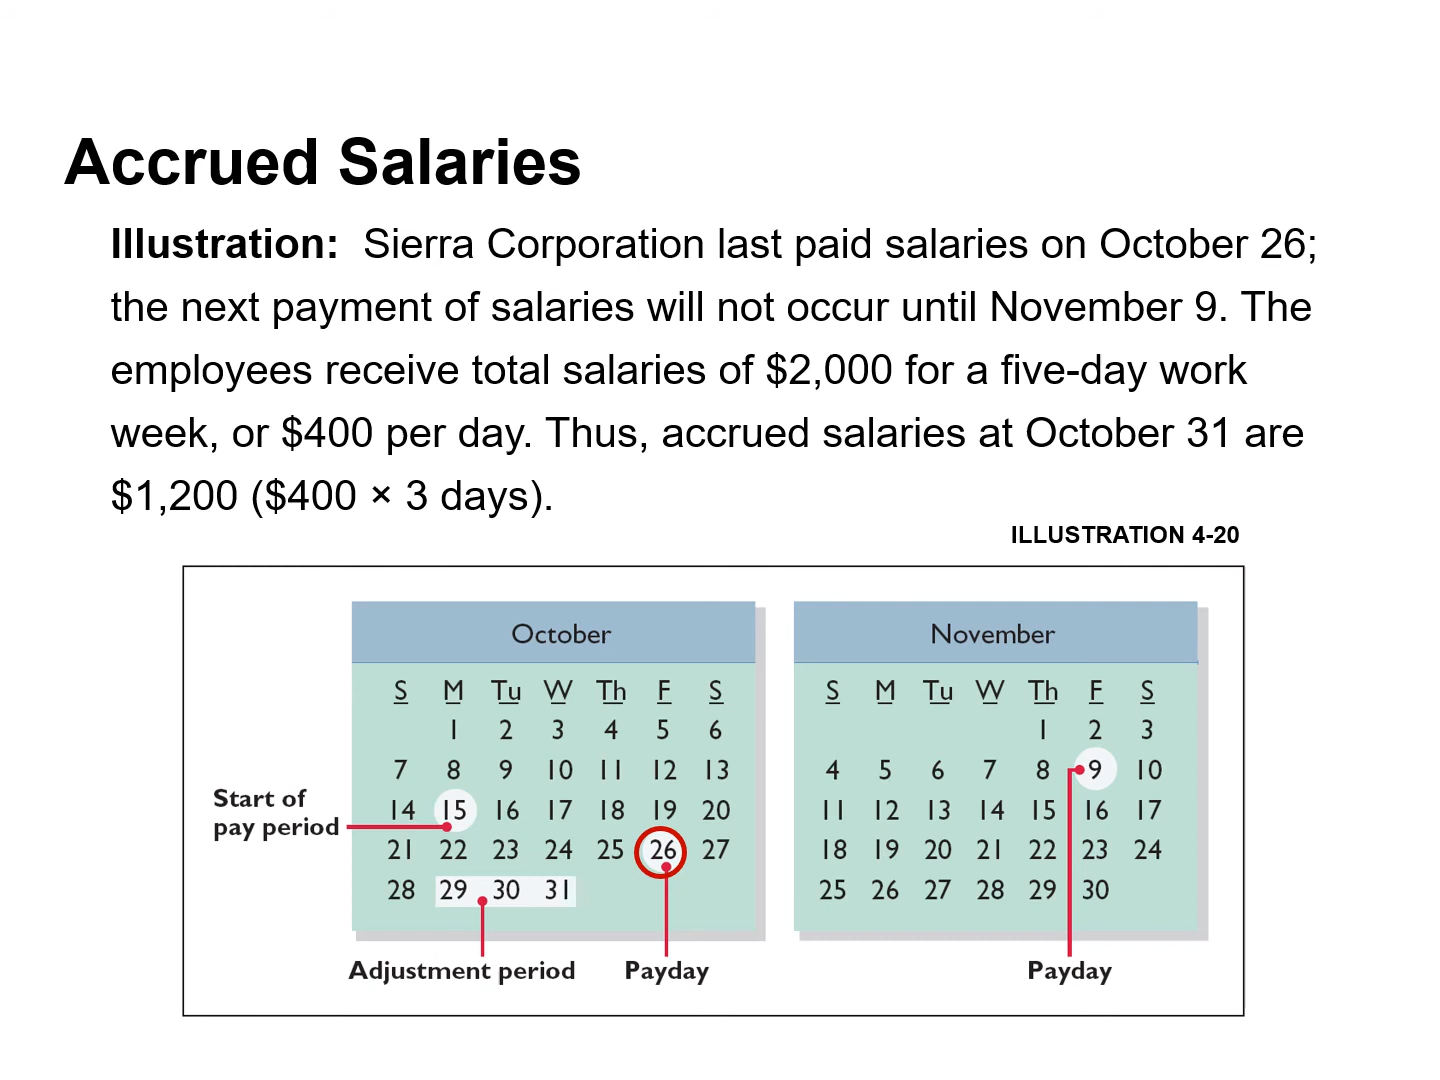 Accrued Salaries
Illustration: Sierra Corporation last paid salaries on October 26;
the next payment of salaries will not occur until November 9. The
employees receive total salaries of $2,000 for a five-day work
week, or $400 per day. Thus, accrued salaries at October 31 are
$1,200 ($400 × 3 days).
ILLUSTRATION 4-20
October
S M Tu W Th F S
1 2 3 4 5 6
7 8 9 10 11 12 13
14 15 16 17 18 19 20
21 22 23 24 25 26 27
28 29 30 31
Start of
pay period
Adjustment period
Payday
November
S M Tu W Th F S
1 2 3
4 5 6 7 8 9 10
11 12 13 14 15 16 17
18 19 20 21 22 23 24
25 26 27 28 29 30
Payday